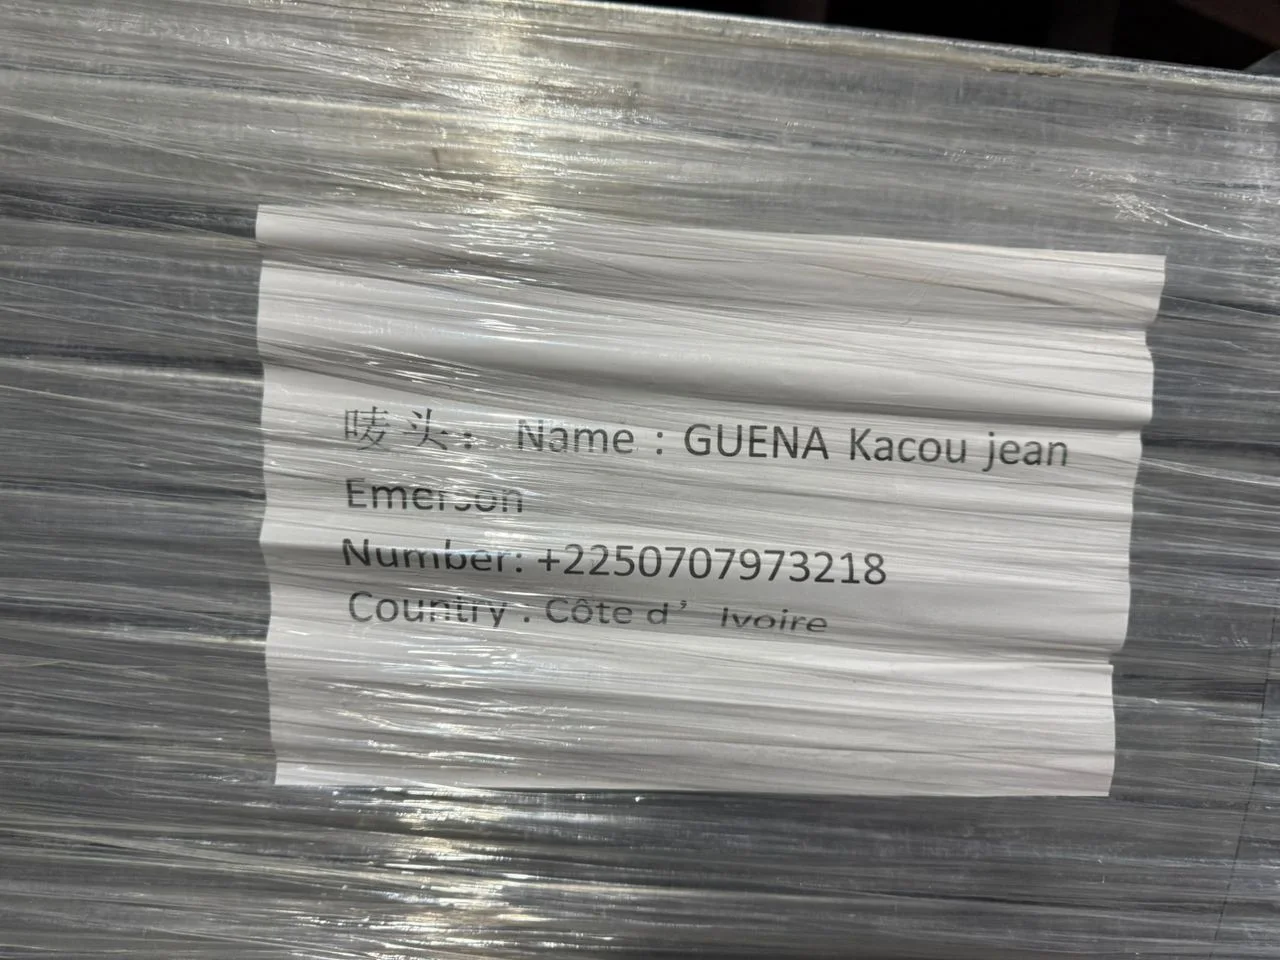 唛头： Name : GUENA Kacou jean
Emerson
Number: +2250707973218
Country : Côte d’ Ivoire